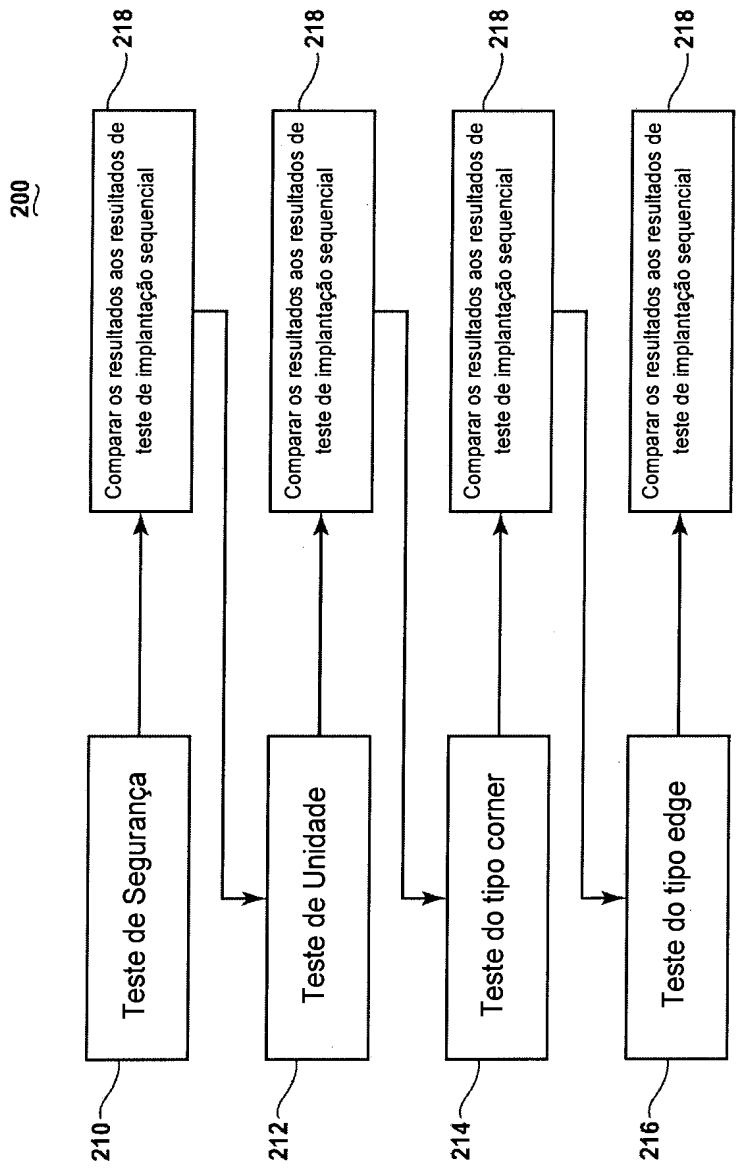 200
210
Teste de Segurança
Comparar os resultados aos resultados de
teste de implantação sequencial
218
212
Teste de Unidade
Comparar os resultados aos resultados de
teste de implantação sequencial
218
214
Teste do tipo corner
Comparar os resultados aos resultados de
teste de implantação sequencial
218
216
Teste do tipo edge
Comparar os resultados aos resultados de
teste de implantação sequencial
218